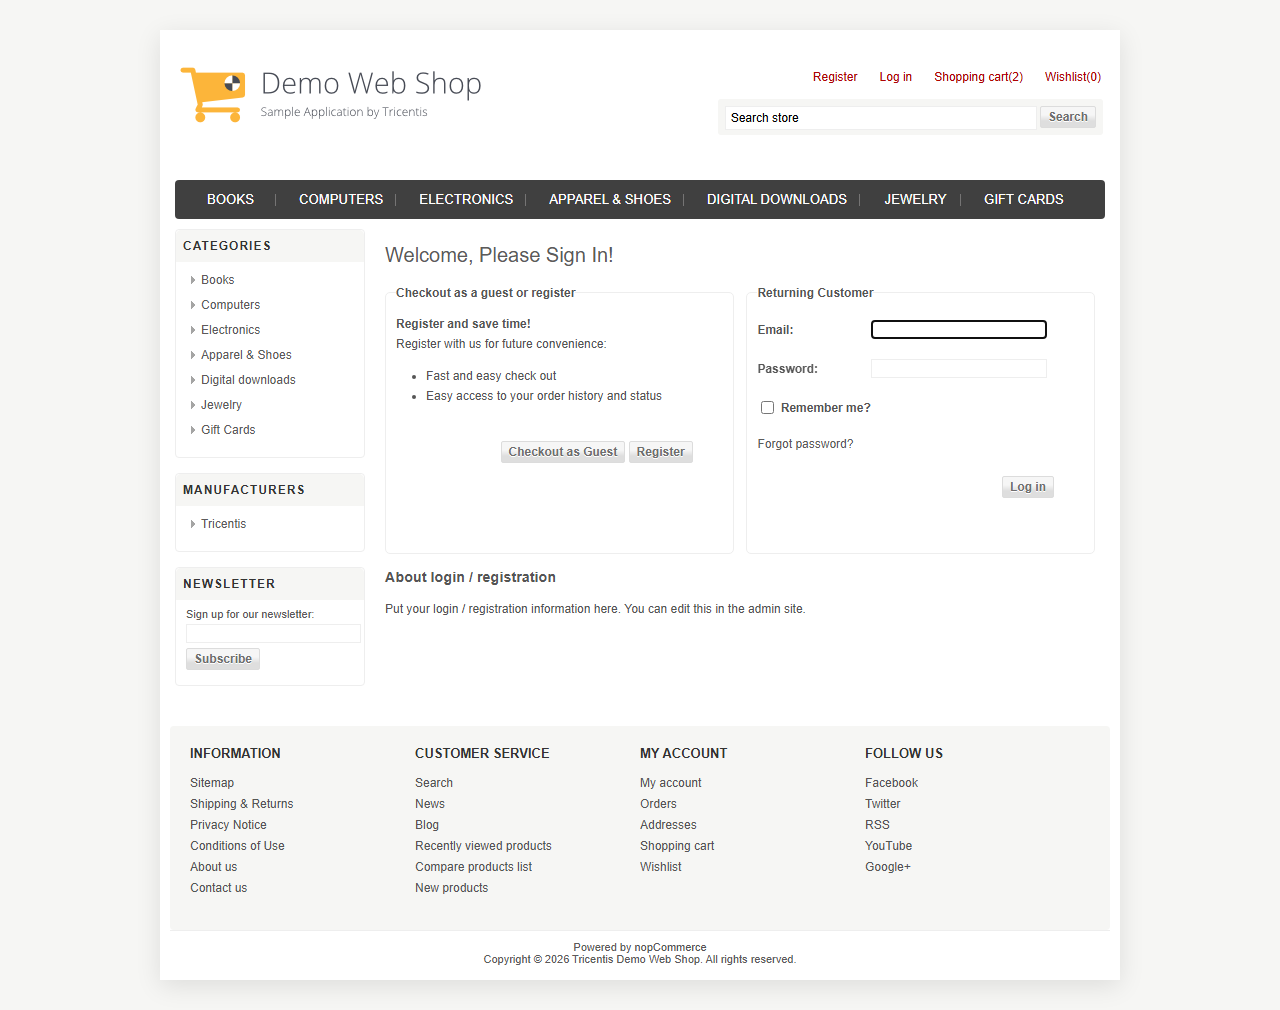 Demo Web Shop
Sample Application by Tricentis
Register Log in Shopping cart(2) Wishlist(0)
Search store Search
BOOKS COMPUTERS ELECTRONICS APPAREL & SHOES DIGITAL DOWNLOADS JEWELRY GIFT CARDS
CATEGORIES
Books
Computers
Electronics
Apparel & Shoes
Digital downloads
Jewelry
Gift Cards
MANUFACTURERS
Tricentis
NEWSLETTER
Sign up for our newsletter:
Subscribe
Welcome, Please Sign In!
Checkout as a guest or register
Register and save time!
Register with us for future convenience:
Fast and easy check out
Easy access to your order history and status
Checkout as Guest Register
Returning Customer
Email:
Password:
Remember me?
Forgot password?
Log in
About login / registration
Put your login / registration information here. You can edit this in the admin site.
INFORMATION
Sitemap
Shipping & Returns
Privacy Notice
Conditions of Use
About us
Contact us
CUSTOMER SERVICE
Search
News
Blog
Recently viewed products
Compare products list
New products
MY ACCOUNT
My account
Orders
Addresses
Shopping cart
Wishlist
FOLLOW US
Facebook
Twitter
RSS
YouTube
Google+
Powered by nopCommerce
Copyright © 2026 Tricentis Demo Web Shop. All rights reserved.